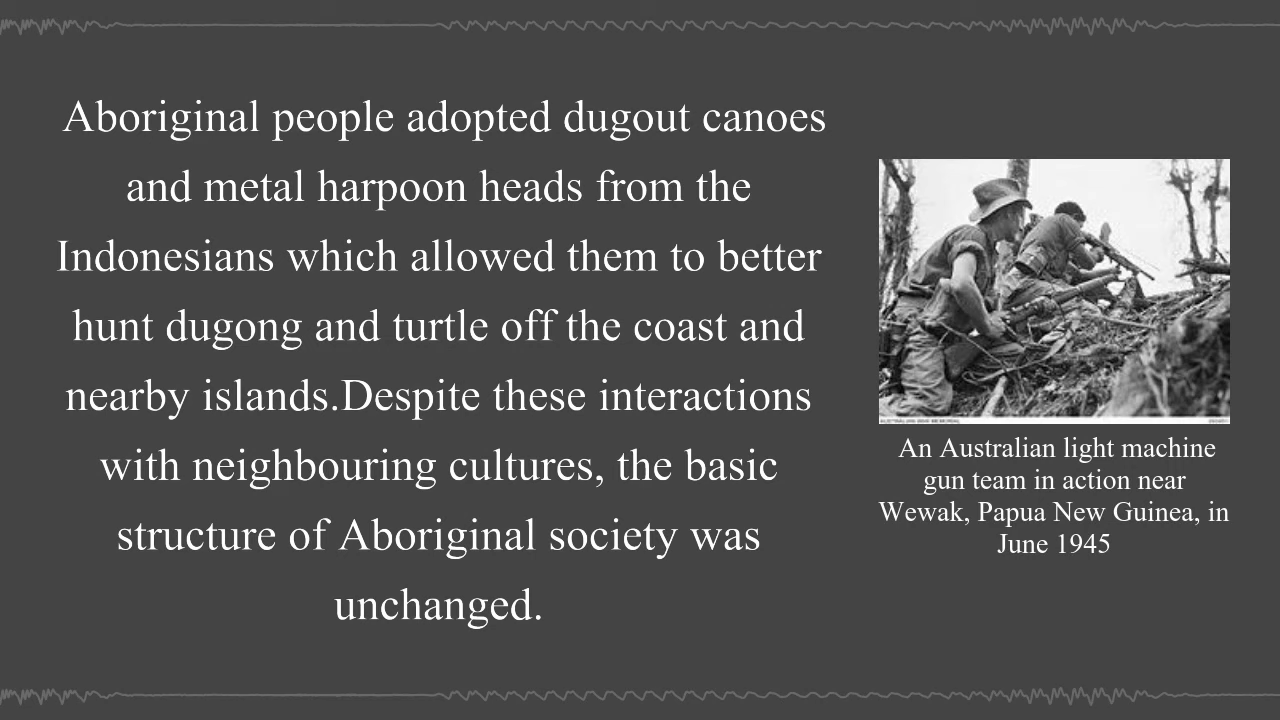 Aboriginal people adopted dugout canoes
and metal harpoon heads from the
Indonesians which allowed them to better
hunt dugong and turtle off the coast and
nearby islands.Despite these interactions
with neighbouring cultures, the basic
structure of Aboriginal society was
unchanged.
An Australian light machine
gun team in action near
Wewak, Papua New Guinea, in
June 1945